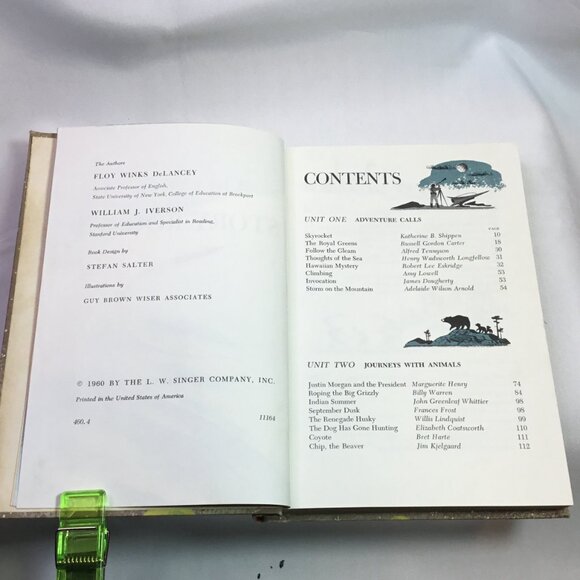 The Authors
FLOY WINKS DeLANCEY
Associate Professor of English,
State University of New York, College of Education at Brockport
WILLIAM J. IVERSON
Professor of Education and Specialist in Reading,
Stanford University
Book Design by
STEFAN SALTER
Illustrations by
GUY BROWN WISER ASSOCIATES
© 1960 BY THE L. W. SINGER COMPANY, INC.
Printed in the United States of America
460.4 11164
CONTENTS
UNIT ONE ADVENTURE CALLS
PAGE
Skyrocket Katherine B. Shippen 10
The Royal Greens Russell Gordon Carter 18
Follow the Gleam Alfred Tennyson 30
Thoughts of the Sea Henry Wadsworth Longfellow 31
Hawaiian Mystery Robert Lee Eskridge 32
Climbing Amy Lowell 53
Invocation James Daugherty 53
Storm on the Mountain Adelaide Wilson Arnold 54
UNIT TWO JOURNEYS WITH ANIMALS
Justin Morgan and the President Marguerite Henry 74
Roping the Big Grizzly Billy Warren 84
Indian Summer John Greenleaf Whittier 98
September Dusk Frances Frost 98
The Renegade Husky Willis Lindquist 99
The Dog Has Gone Hunting Elizabeth Coatsworth 110
Coyote Bret Harte 111
Chip, the Beaver Jim Kjelgaard 112